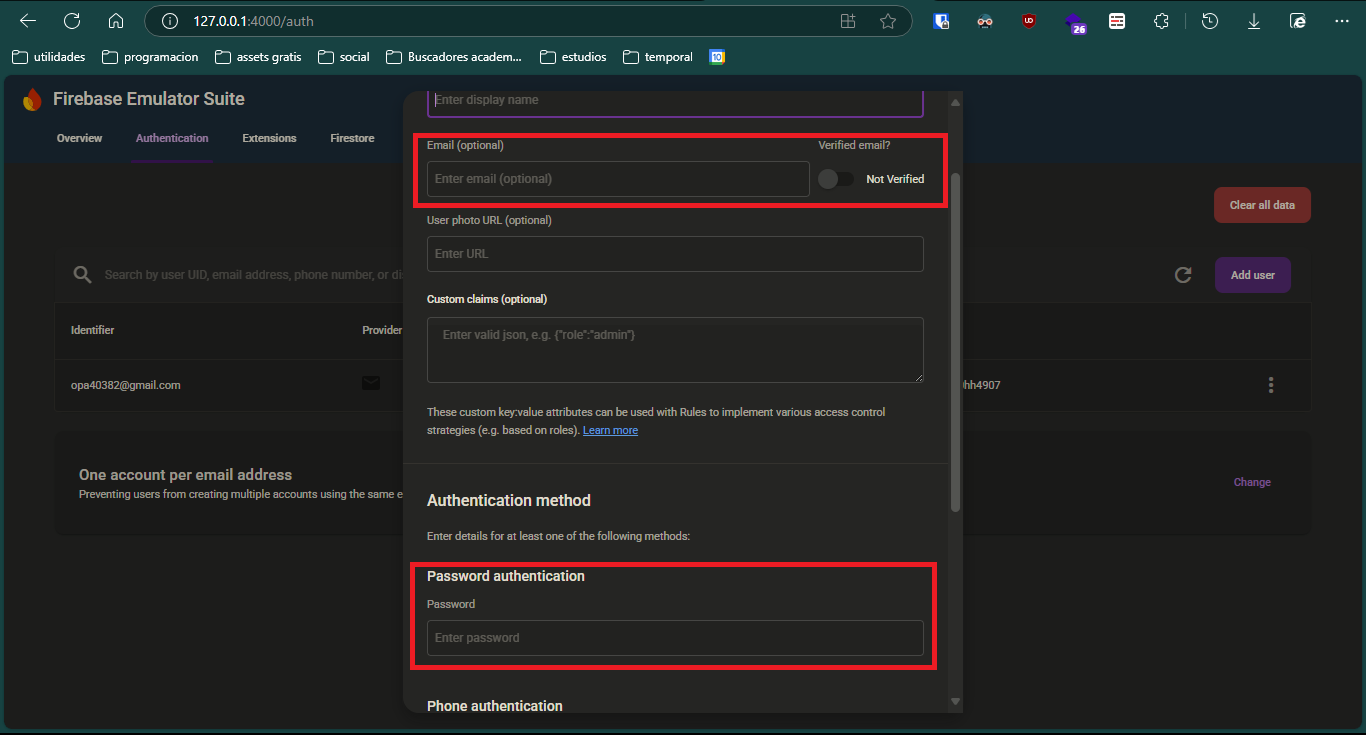 127.0.0.1:4000/auth
UD
26
utilidades
programacion
assets gratis
social
Buscadores academ...
estudios
temporal
10
Firebase Emulator Suite
Overview
Authentication
Extensions
Firestore
Enter display name
Email (optional)
Verified email?
Enter email (optional)
Not Verified
User photo URL (optional)
Enter URL
Custom claims (optional)
Enter valid json, e.g. {"role":"admin"}
These custom key:value attributes can be used with Rules to implement various access control
strategies (e.g. based on roles). Learn more
Authentication method
Enter details for at least one of the following methods:
Password authentication
Password
Enter password
Phone authentication
Clear all data
Search by user UID, email address, phone number, or di
Add user
Identifier
Provider
opa40382@gmail.com
hh4907
One account per email address
Preventing users from creating multiple accounts using the same e
Change